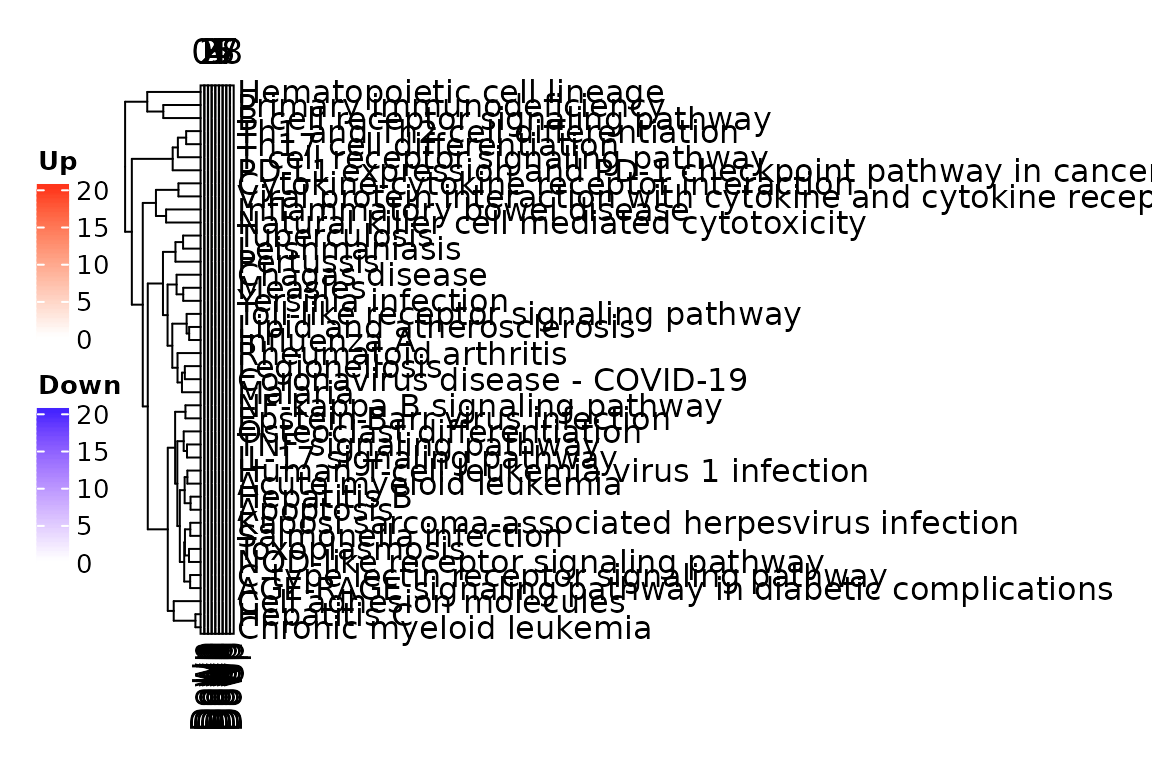 Up
20
15
10
5
0
Down
20
15
10
5
0
Hematopoietic cell lineage
Primary immunodeficiency
B cell receptor signaling pathway
Th1 and Th2 cell differentiation
Th17 cell differentiation
T cell receptor signaling pathway
PD-L1 expression and PD-1 checkpoint pathway in cancer
Cytokine-cytokine receptor interaction
Viral protein interaction with cytokine and cytokine recep
Inflammatory bowel disease
Natural killer cell mediated cytotoxicity
Tuberculosis
Leishmaniasis
Pertussis
Chagas disease
Measles
Yersinia infection
Toll-like receptor signaling pathway
Lipid and atherosclerosis
Influenza A
Rheumatoid arthritis
Legionellosis
Coronavirus disease - COVID-19
Malaria
NF-kappa B signaling pathway
Epstein-Barr virus infection
Osteoclast differentiation
TNF signaling pathway
IL-17 signaling pathway
Human T-cell leukemia virus 1 infection
Acute myeloid leukemia
Hepatitis B
Apoptosis
Kaposi sarcoma-associated herpesvirus infection
Salmonella infection
Toxoplasmosis
NOD-like receptor signaling pathway
C-type lectin receptor signaling pathway
AGE-RAGE signaling pathway in diabetic complications
Cell adhesion molecules
Hepatitis C
Chronic myeloid leukemia